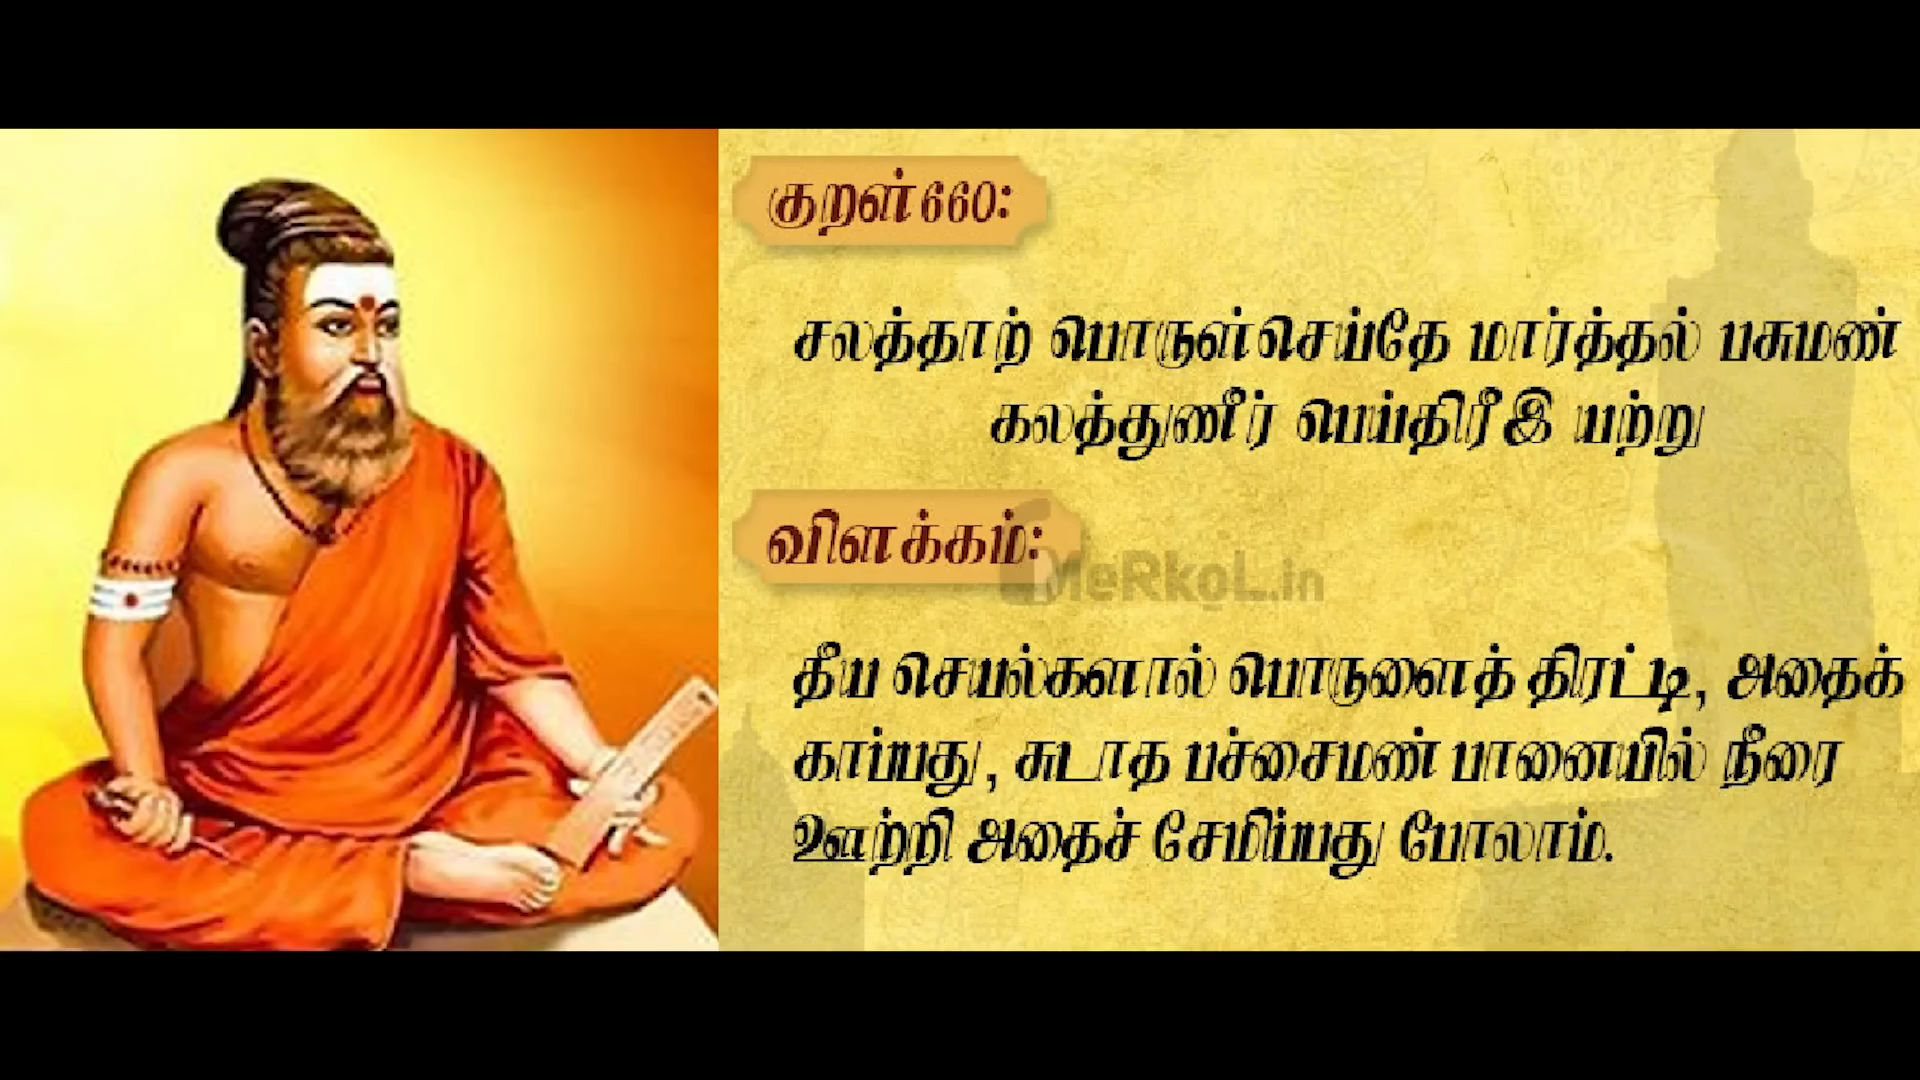 குறள் 660:
சலத்தாற் பொருள்செய்தே மார்த்தல் பசுமண்
கலத்துணீர் பெய்திரீஇ யற்று
விளக்கம்:
MeRkoL.in
தீய செயல்களால் பொருளைத் திரட்டி, அதைக்
காப்பது, சுடாத பச்சைமண் பானையில் நீரை
ஊற்றி அதைச் சேமிப்பது போலாம்.